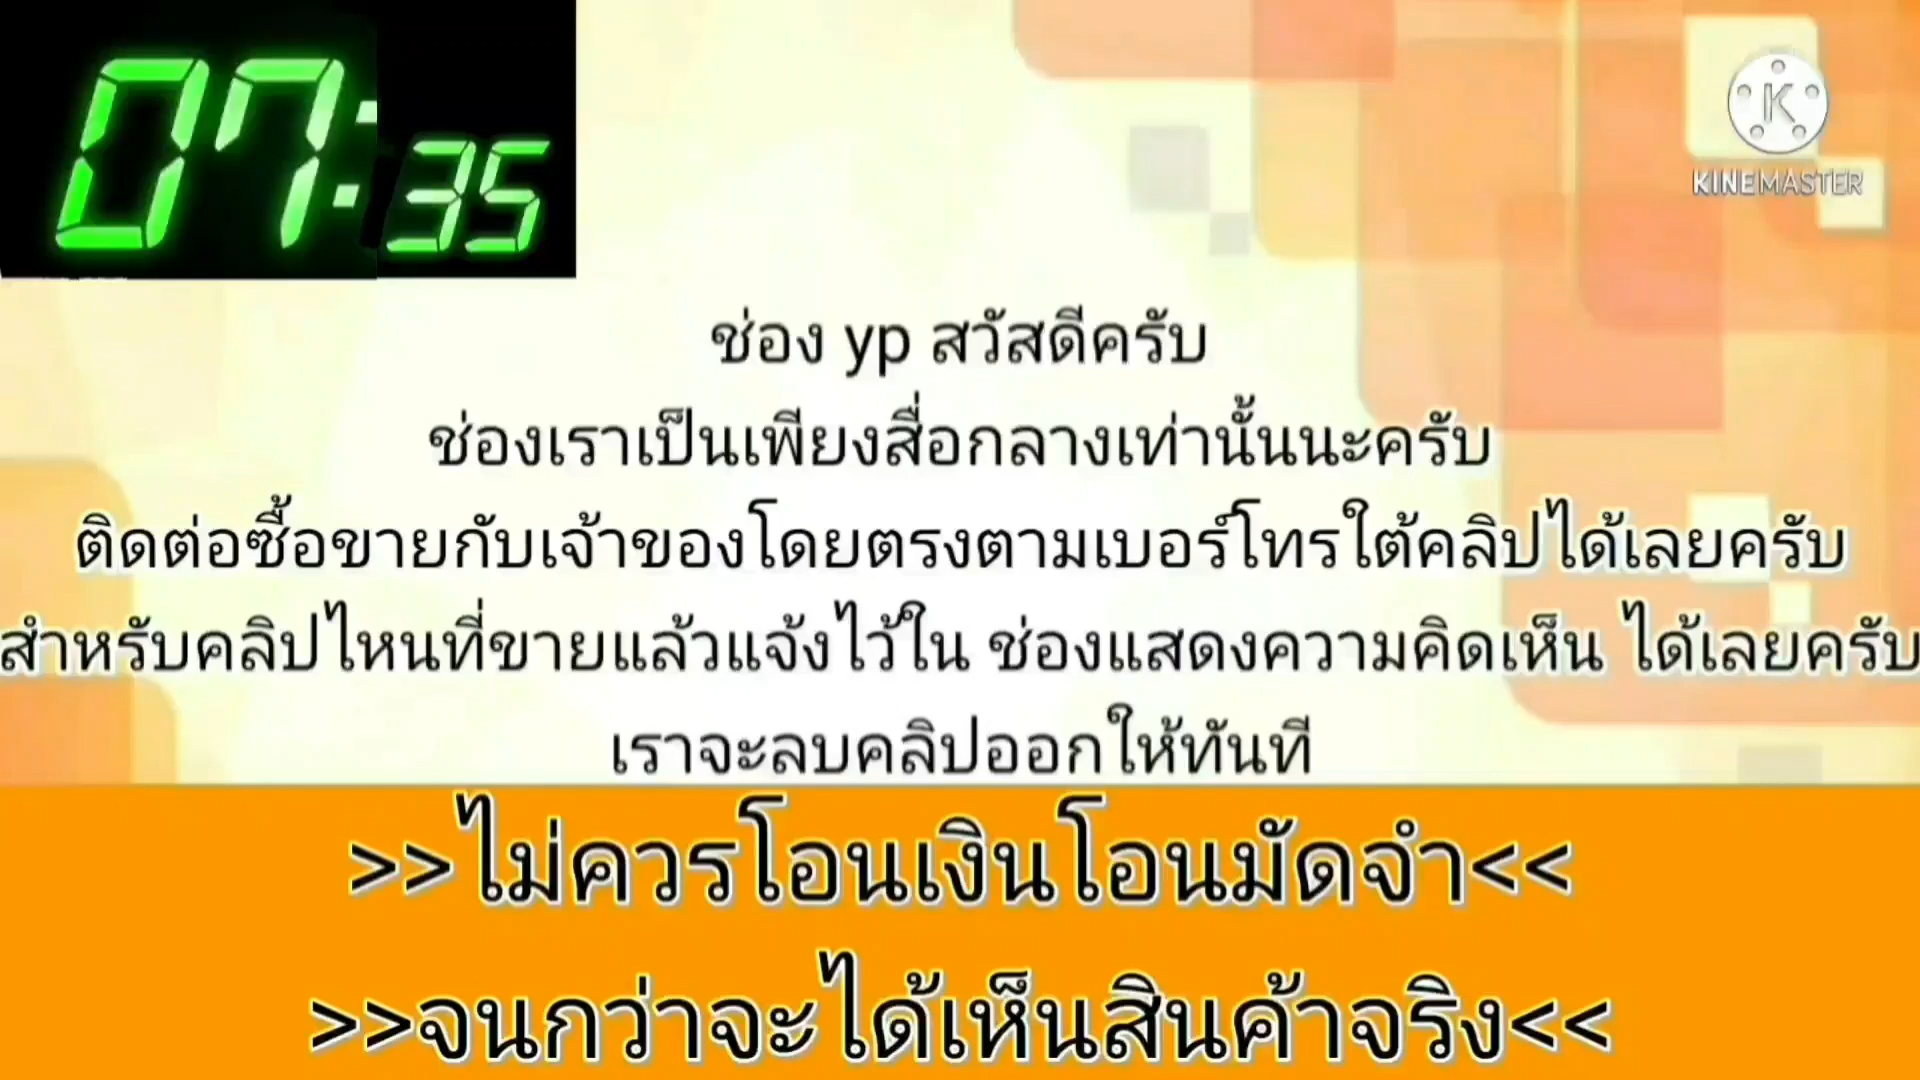 07:35
KINEMASTER
ช่อง yp สวัสดีครับ
ช่องเราเป็นเพียงสื่อกลางเท่านั้นนะครับ
ติดต่อซื้อขายกับเจ้าของโดยตรงตามเบอร์โทรใต้คลิปได้เลยครับ
สำหรับคลิปไหนที่ขายแล้วแจ้งไว้ใน ช่องแสดงความคิดเห็น ได้เลยครับ
เราจะลบคลิปออกให้ทันที
>>ไม่ควรโอนเงินโอนมัดจำ<<
>>จนกว่าจะได้เห็นสินค้าจริง<<